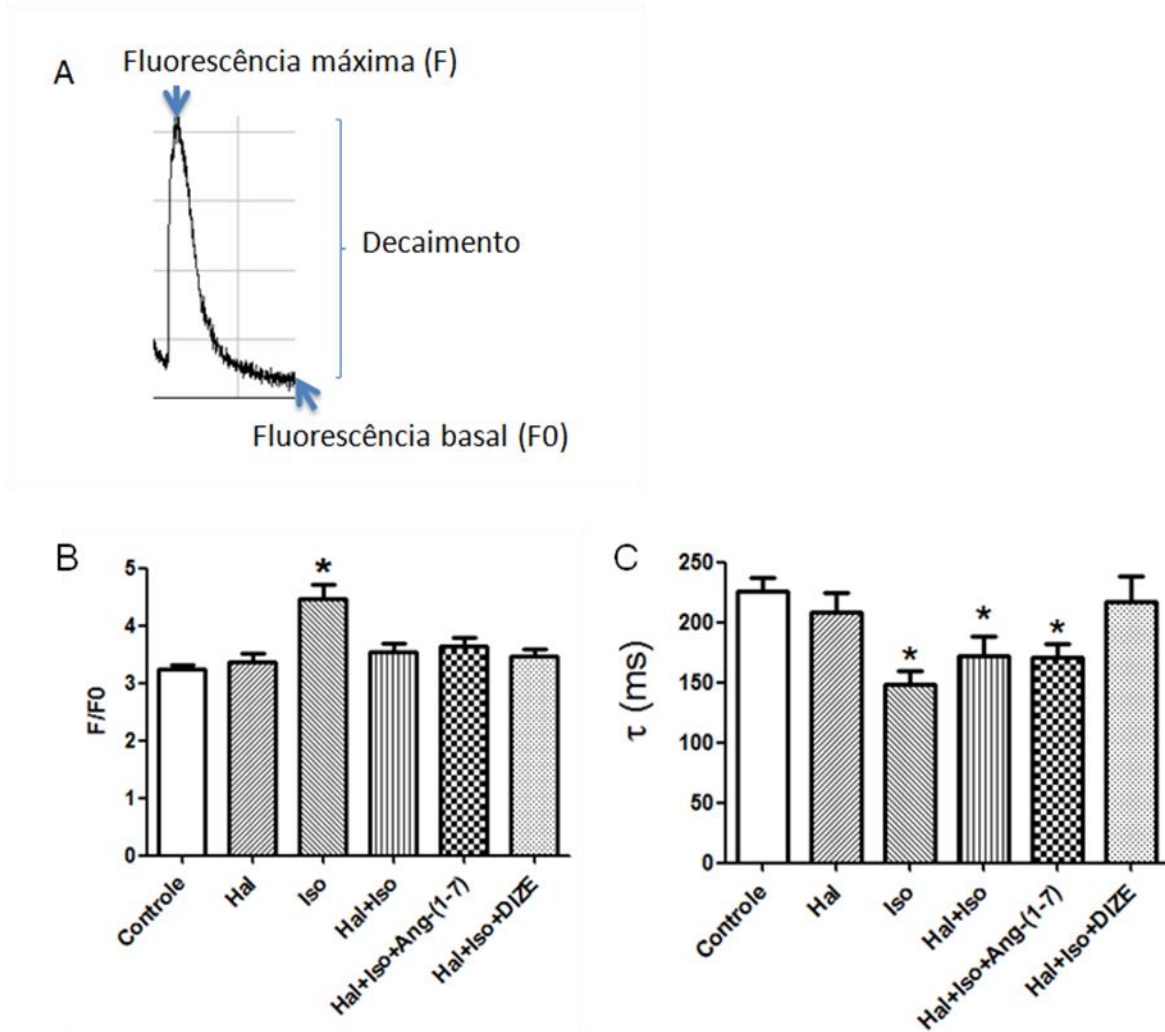 A
Fluorescência máxima (F)
Decaimento
Fluorescência basal (F0)
B
F/F0
5
4
3
2
1
0
*
Controle
Hal
Iso
Hal+Iso
Hal+Iso+Ang-(1-7)
Hal+Iso+DIZE
C
τ (ms)
250
200
150
100
50
0
*
*
*
Controle
Hal
Iso
Hal+Iso
Hal+Iso+Ang-(1-7)
Hal+Iso+DIZE